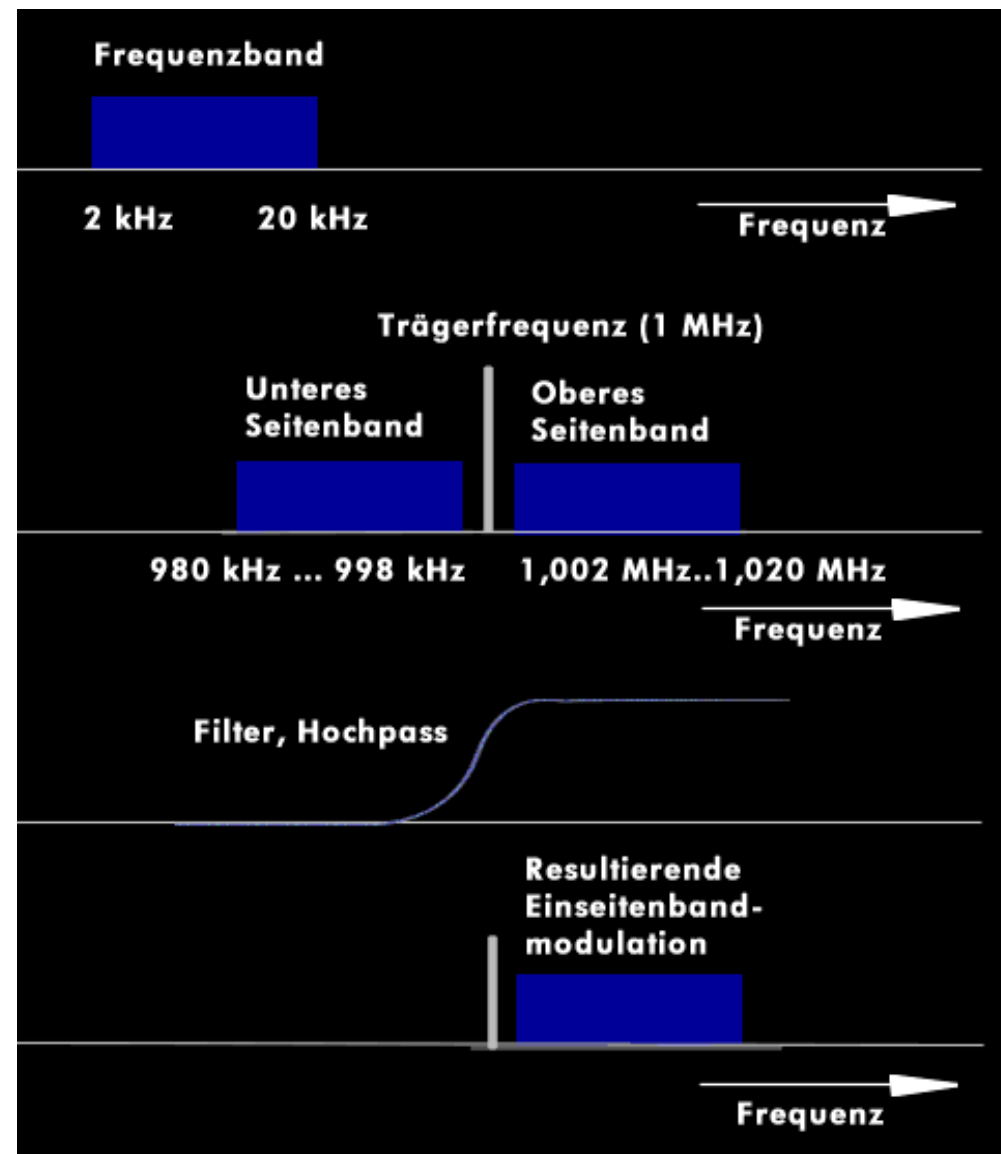 Frequenzband
2 kHz 20 kHz
Frequenz
Trägerfrequenz (1 MHz)
Unteres
Seitenband
Oberes
Seitenband
980 kHz ... 998 kHz 1,002 MHz..1,020 MHz
Frequenz
Filter, Hochpass
Resultierende
Einseitenband-
modulation
Frequenz